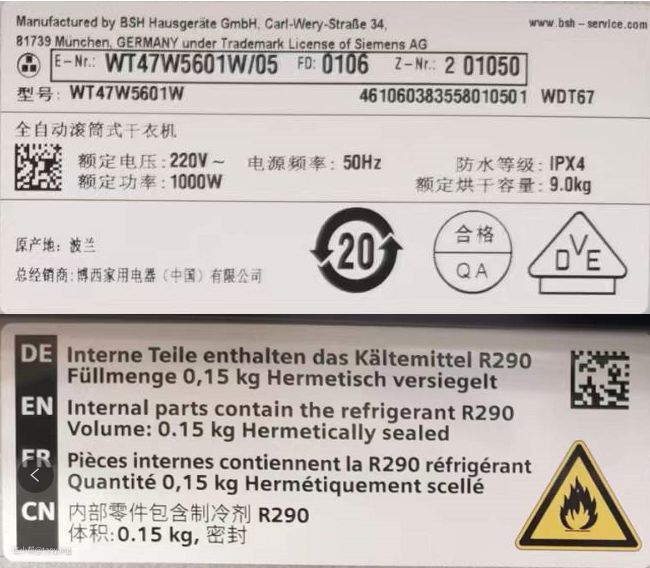 Manufactured by BSH Hausgeräte GmbH, Carl-Wery-Straße 34,
www.bsh-service.com
81739 München, GERMANY under Trademark License of Siemens AG
E-Nr.: WT47W5601W/05 FD: 0106 Z-Nr.: 2 01050
型号: WT47W5601W
461060383558010501 WDT67
全自动滚筒式干衣机
额定电压: 220V~ 电源频率: 50Hz 防水等级: IPX4
额定功率: 1000W 额定烘干容量: 9.0kg
原产地: 波兰
总经销商: 博西家用电器(中国)有限公司
20
合格
QA
DVE
DE Interne Teile enthalten das Kältemittel R290
Füllmenge 0,15 kg Hermetisch versiegelt
EN Internal parts contain the refrigerant R290
Volume: 0.15 kg Hermetically sealed
FR Pièces internes contiennent la R290 réfrigérant
Quantité 0,15 kg Hermétiquement scellé
CN 内部零件包含制冷剂 R290
体积: 0.15 kg, 密封